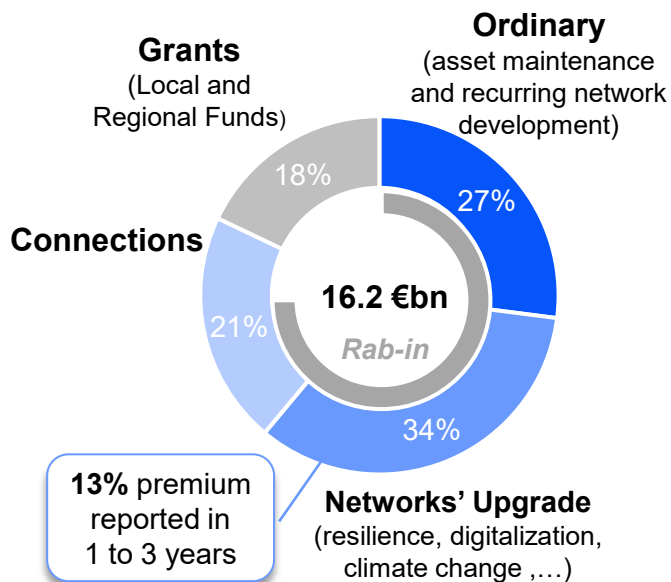 Grants
(Local and
Regional Funds)
Ordinary
(asset maintenance
and recurring network
development)
18%
27%
Connections
16.2 €bn
Rab-in
21%
34%
13% premium
reported in
1 to 3 years
Networks’ Upgrade
(resilience, digitalization,
climate change ,…)